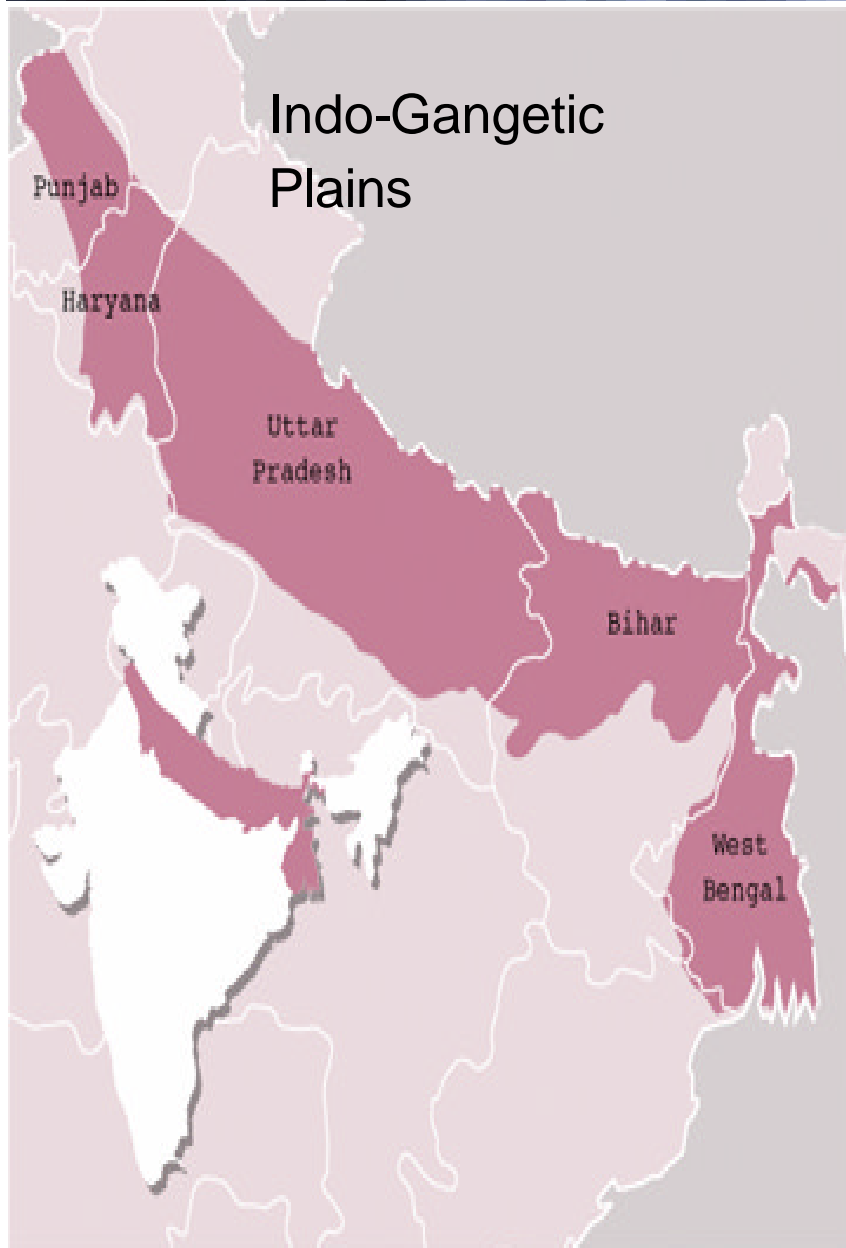 Indo-Gangetic
Plains
Punjab
Haryana
Uttar
Pradesh
Bihar
West
Bengal